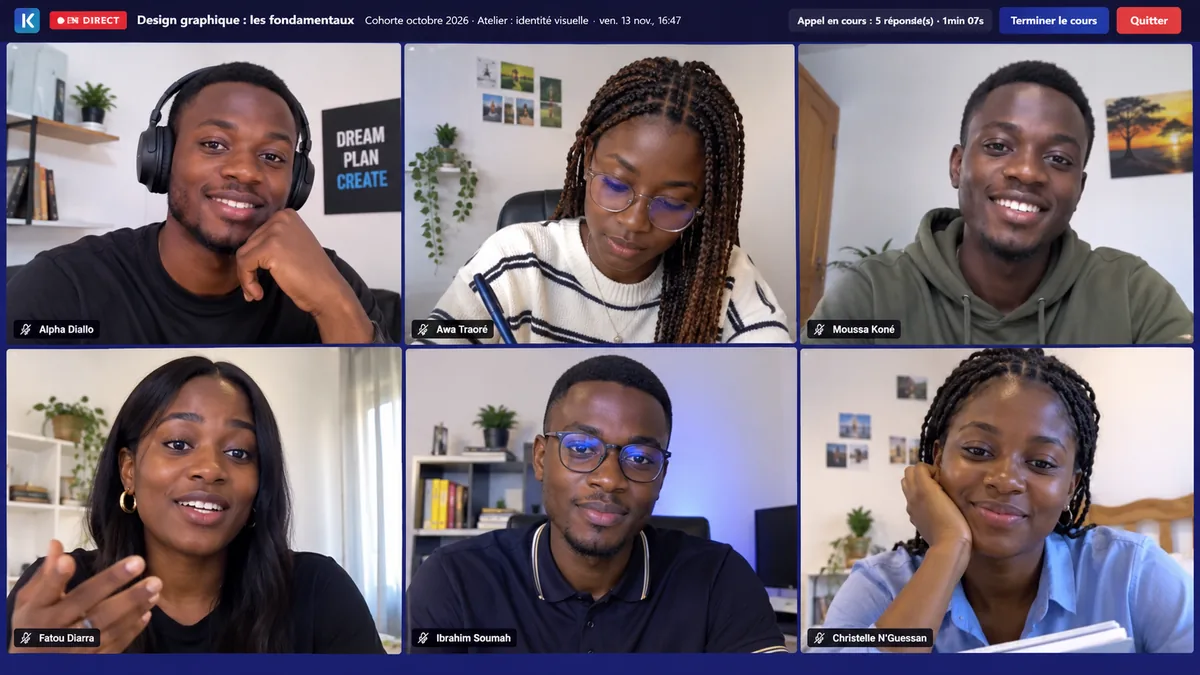 K
EN DIRECT
Design graphique : les fondamentaux
Cohorte octobre 2026 · Atelier : identité visuelle · ven. 13 nov., 16:47
Appel en cours : 5 réponse(s) · 1min 07s
Terminer le cours
Quitter
DREAM
PLAN
CREATE
Alpha Diallo
Awa Traoré
Moussa Koné
Fatou Diarra
Ibrahim Soumah
Christelle N'Guessan